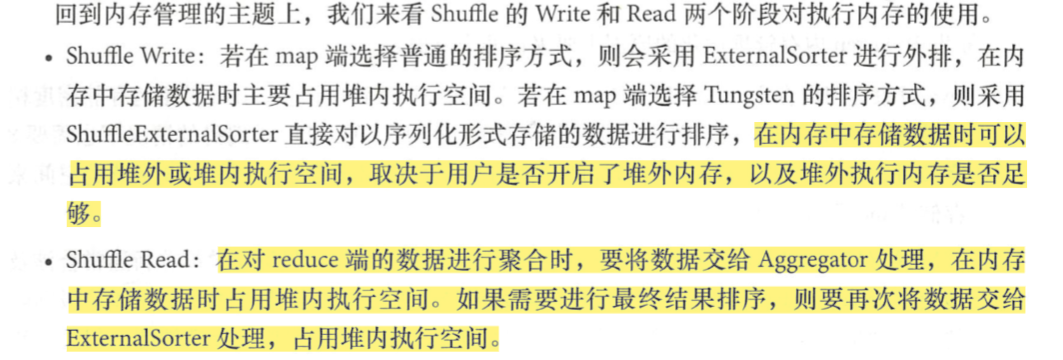 回到内存管理的主题上，我们来看 Shuffle 的 Write 和 Read 两个阶段对执行内存的使用。
• Shuffle Write：若在 map 端选择普通的排序方式，则会采用 ExternalSorter 进行外排，在内
存中存储数据时主要占用堆内执行空间。若在 map 端选择 Tungsten 的排序方式，则采用
ShuffleExternalSorter 直接对以序列化形式存储的数据进行排序，在内存中存储数据时可以
占用堆外或堆内执行空间，取决于用户是否开启了堆外内存，以及堆外执行内存是否足
够。
• Shuffle Read：在对 reduce 端的数据进行聚合时，要将数据交给 Aggregator 处理，在内存
中存储数据时占用堆内执行空间。如果需要进行最终结果排序，则要再次将数据交给
ExternalSorter 处理，占用堆内执行空间。